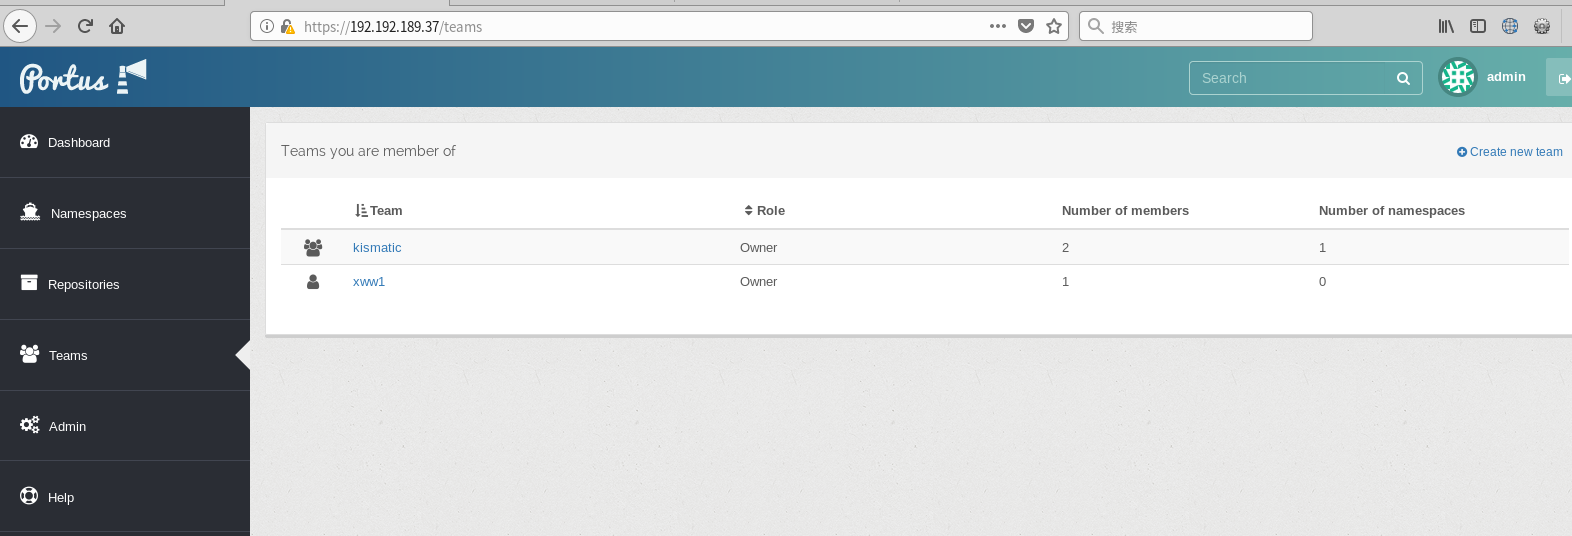 https://192.192.189.37/teams
搜索
Portus
Search
admin
Dashboard
Namespaces
Repositories
Teams
Admin
Help
Teams you are member of
Create new team
Team Role Number of members Number of namespaces
kismatic Owner 2 1
xww1 Owner 1 0